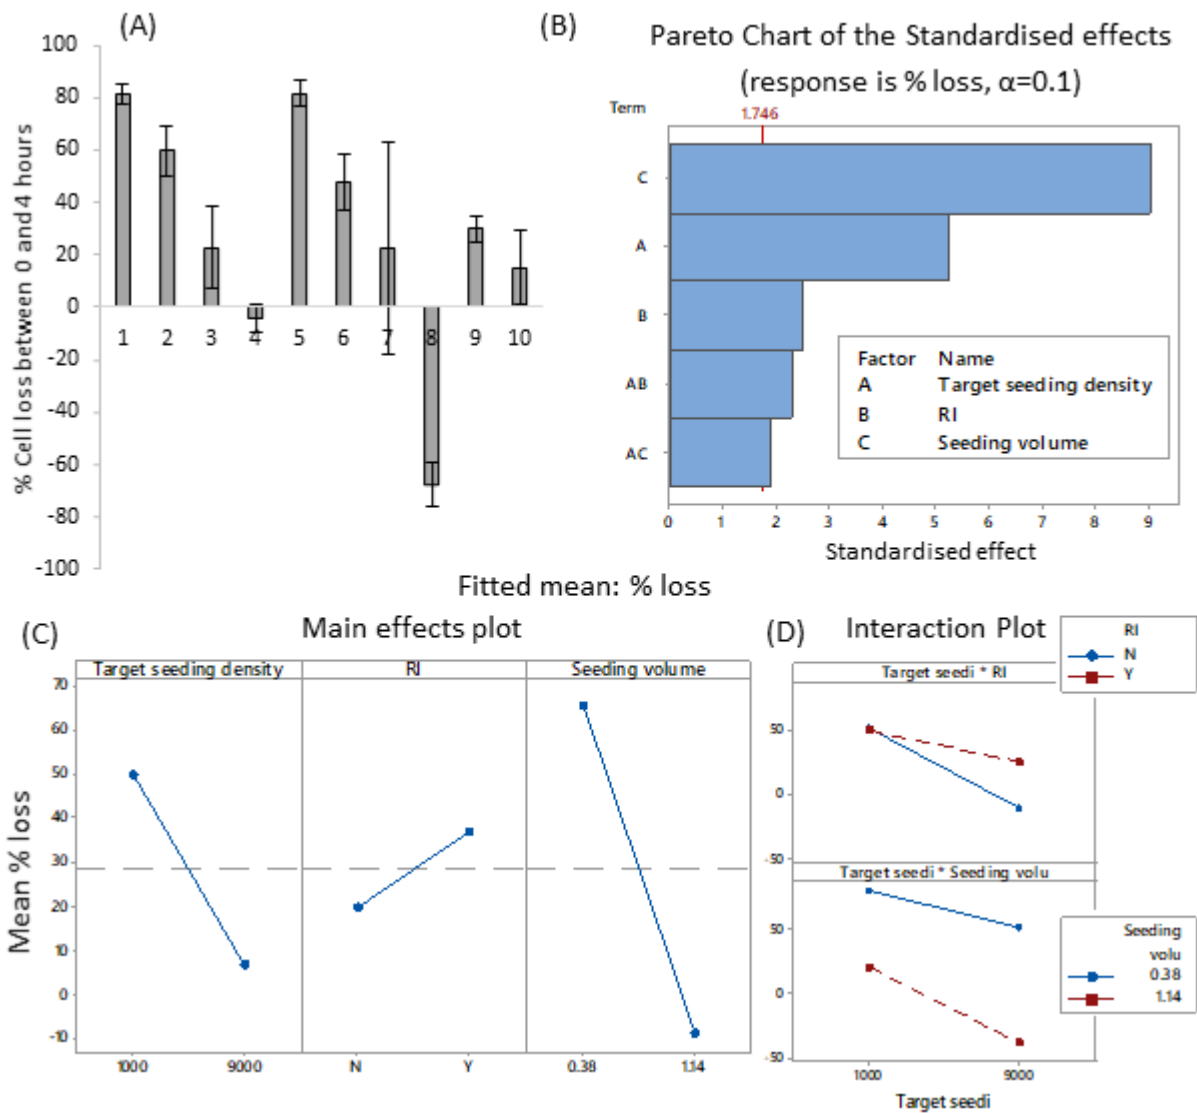 (A)
% Cell loss between 0 and 4 hours
100
80
60
40
20
0
-20
-40
-60
-80
-100
1 2 3 4 5 6 7 8 9 10
(B)
Pareto Chart of the Standardised effects
(response is % loss, α=0.1)
Term
1.746
C
A
B
AB
AC
Factor Name
A Target seeding density
B RI
C Seeding volume
0 1 2 3 4 5 6 7 8 9
Standardised effect
Fitted mean: % loss
(C)
Main effects plot
Target seeding density RI Seeding volume
Mean % loss
70
60
50
40
30
20
10
0
-10
1000 9000 N Y 0.38 1.14
(D)
Interaction Plot
RI
N
Y
Target seedi * RI
50
0
-50
Target seedi * Seeding volu
50
0
-50
Seeding
volu
0.38
1.14
1000 9000
Target seedi